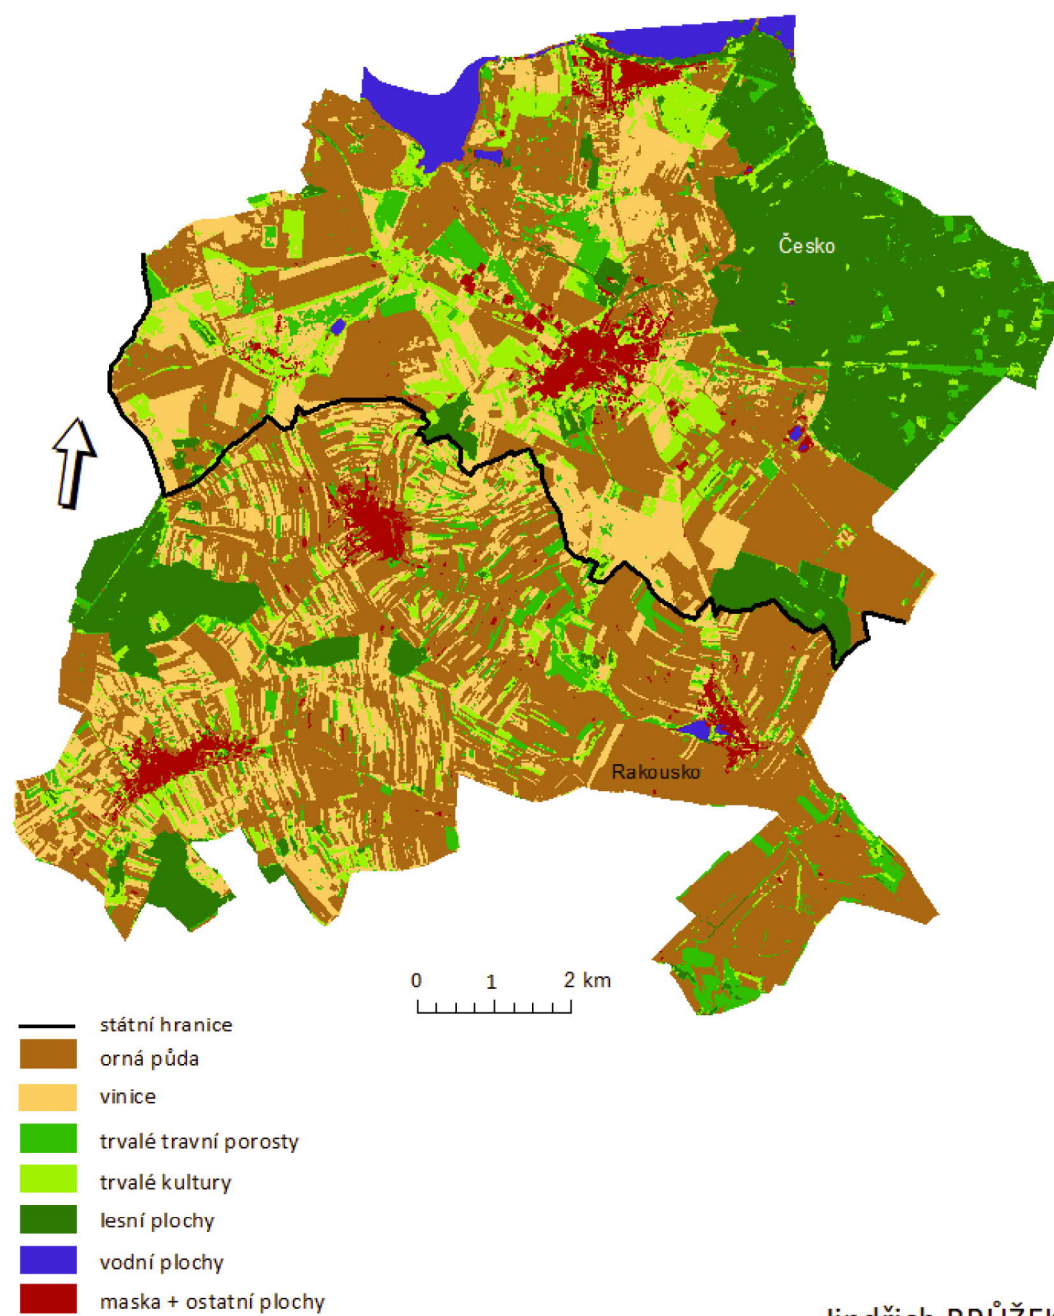 Česko
Rakousko
0 1 2 km
státní hranice
orná půda
vinice
trvalé travní porosty
trvalé kultury
lesní plochy
vodní plochy
maska + ostatní plochy
Jindřich